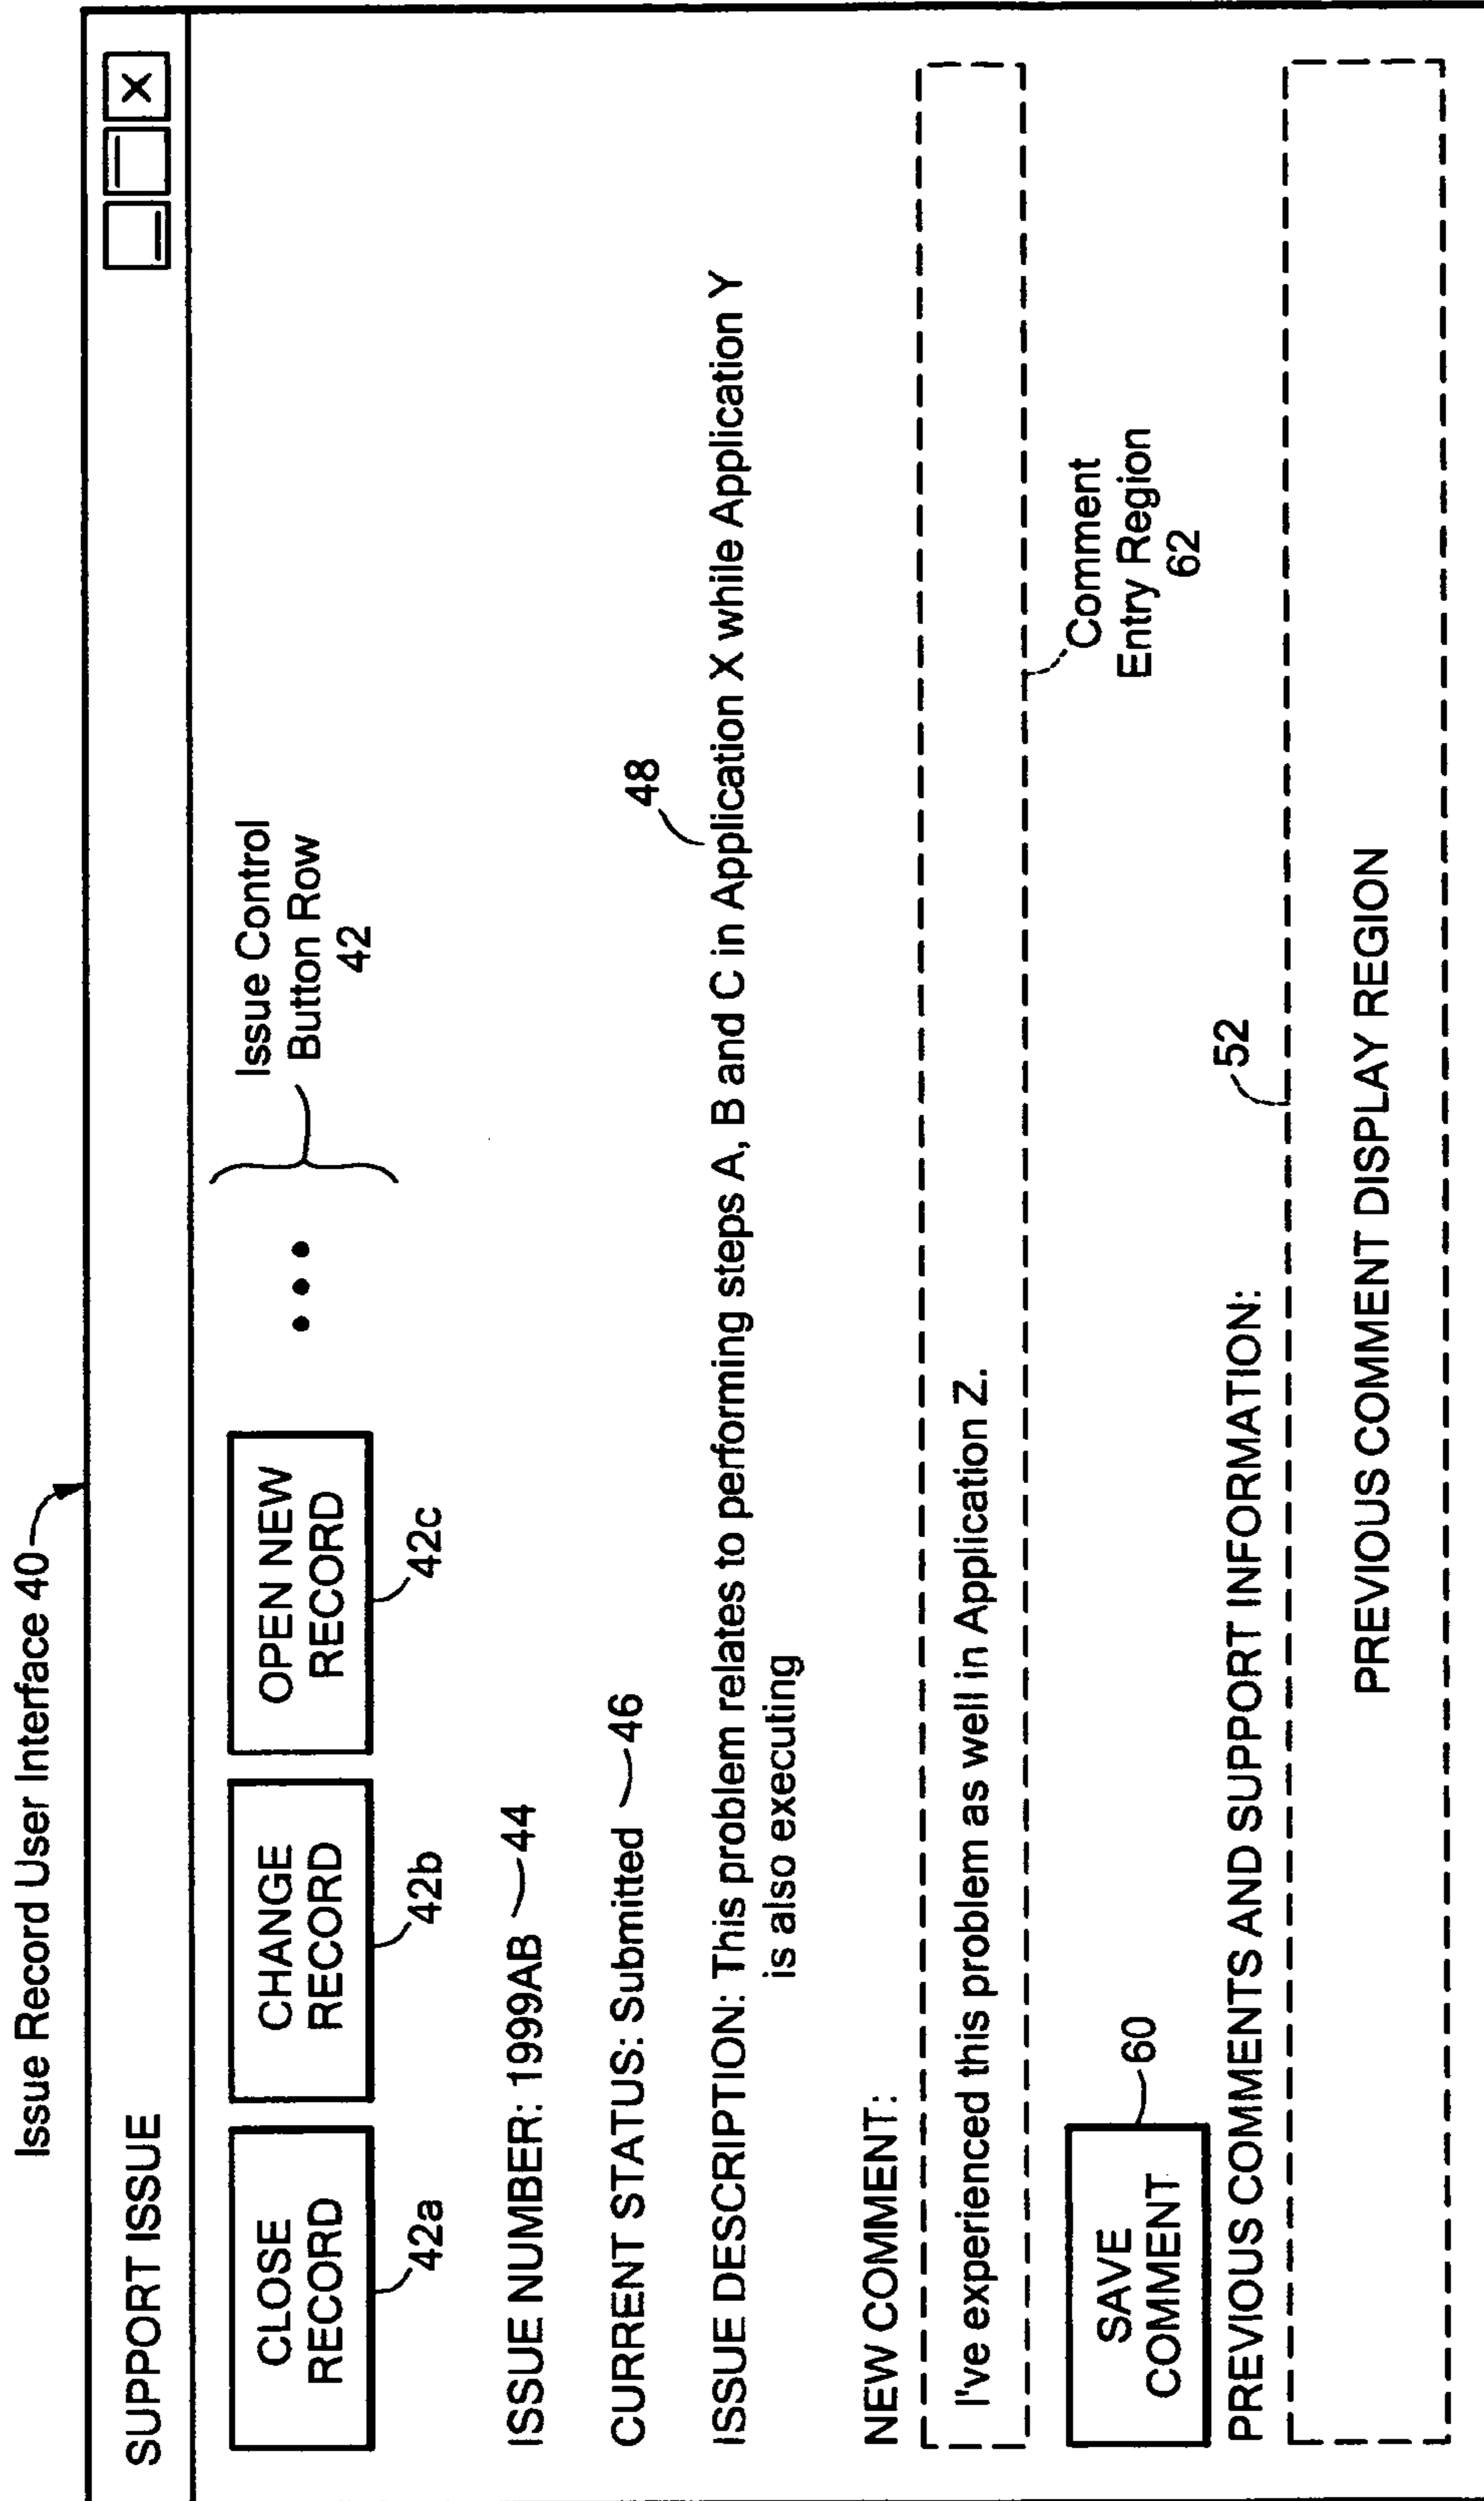 Issue Record User Interface 40
SUPPORT ISSUE
X
CLOSE
RECORD
42a
CHANGE
RECORD
42b
OPEN NEW
RECORD
42c
Issue Control
Button Row
42
ISSUE NUMBER: 1999AB
44
CURRENT STATUS: Submitted
46
48
ISSUE DESCRIPTION: This problem relates to performing steps A, B and C in Application X while Application Y
is also executing
NEW COMMENT:
I've experienced this problem as well in Application Z.
SAVE
COMMENT
60
Comment
Entry Region
62
PREVIOUS COMMENTS AND SUPPORT INFORMATION:
52
PREVIOUS COMMENT DISPLAY REGION